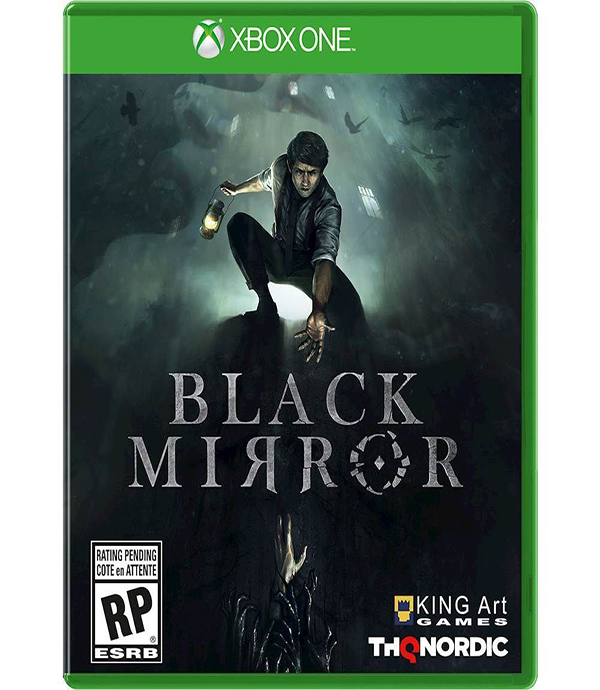 XBOX ONE
BLACK
MIRROR
RATING PENDING
COTE en ATTENTE
RP
ESRB
KING Art
GAMES
THQNORDIC